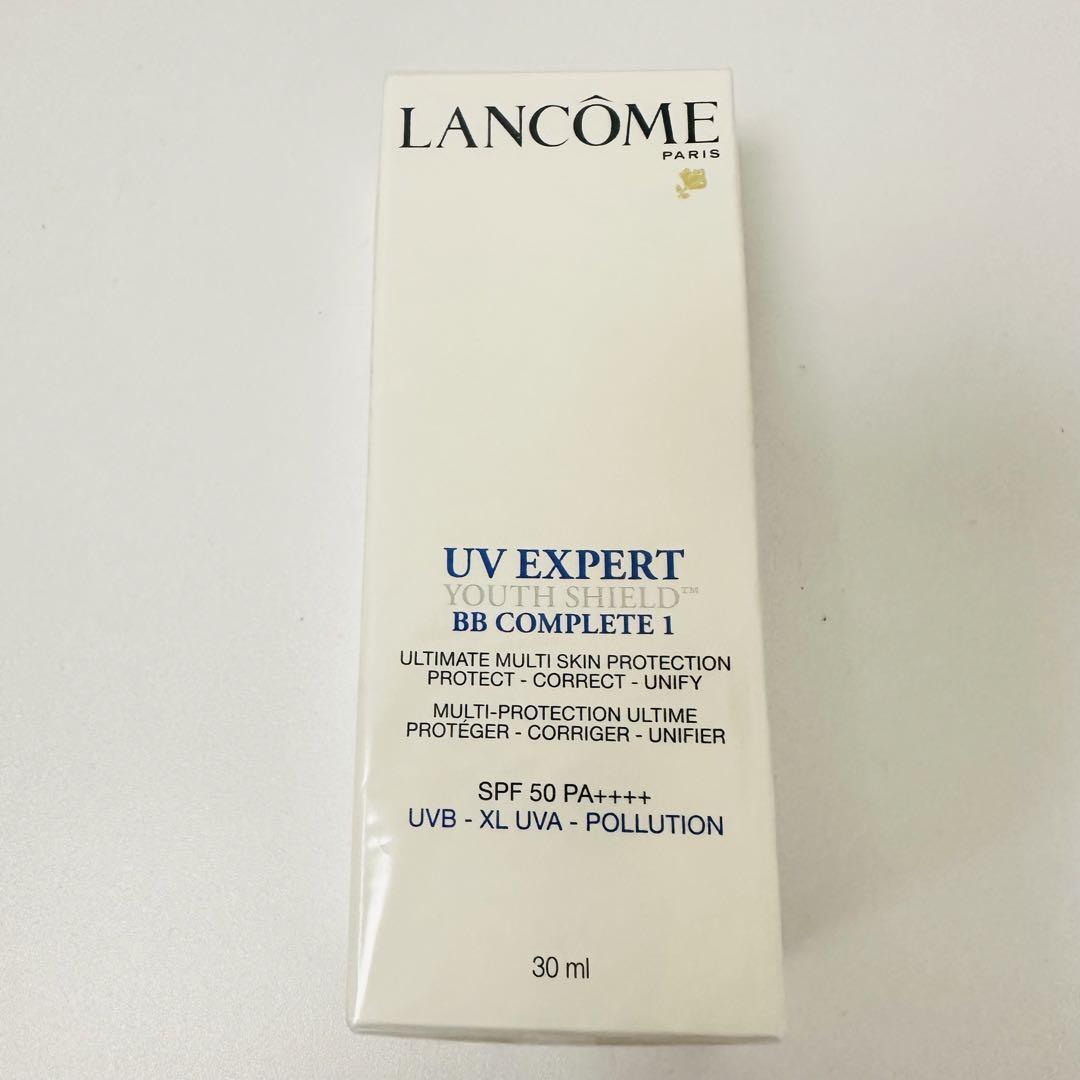 LANCÔME
PARIS
UV EXPERT
YOUTH SHIELD™
BB COMPLETE 1
ULTIMATE MULTI SKIN PROTECTION
PROTECT - CORRECT - UNIFY
MULTI-PROTECTION ULTIME
PROTÉGER - CORRIGER - UNIFIER
SPF 50 PA++++
UVB - XL UVA - POLLUTION
30 ml